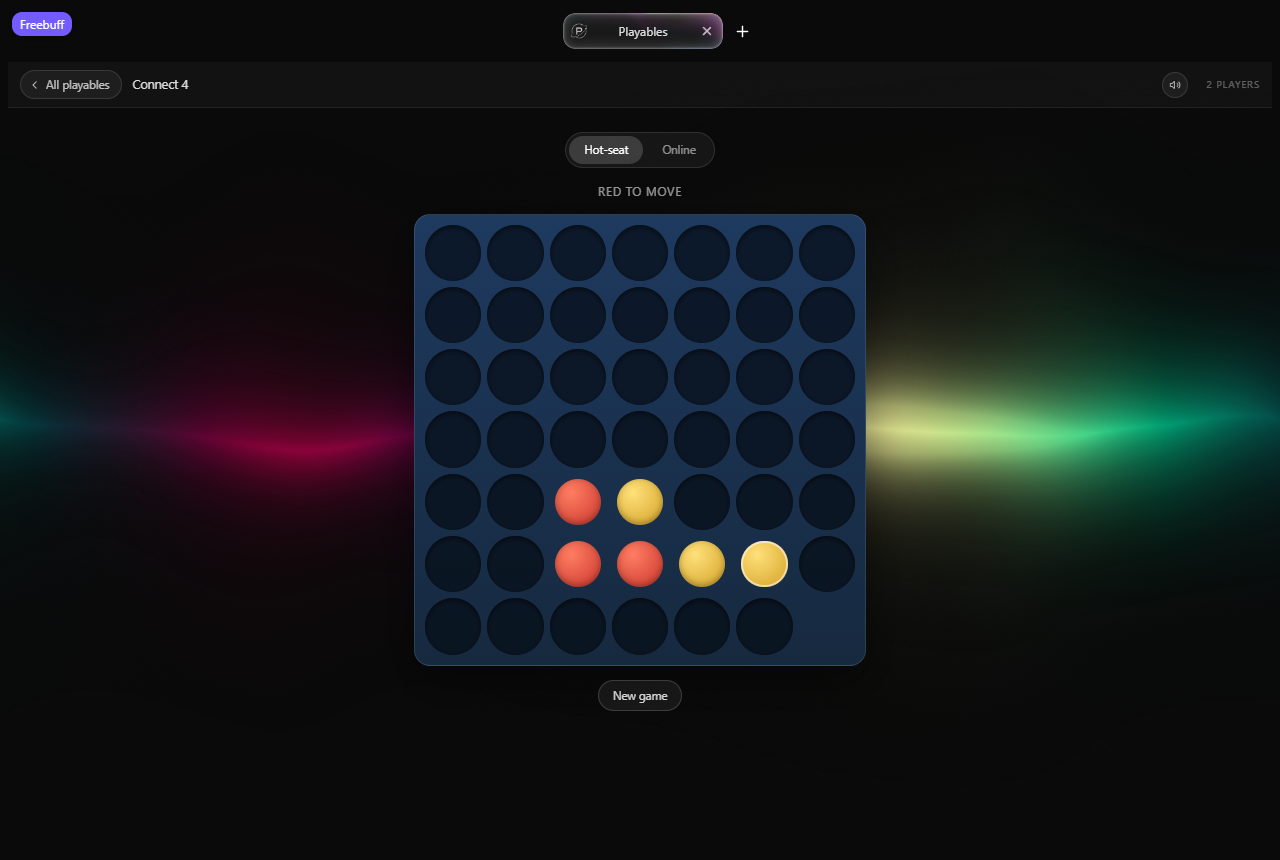 Freebuff
P
Playables
All playables
Connect 4
2 PLAYERS
Hot-seat
Online
RED TO MOVE
New game